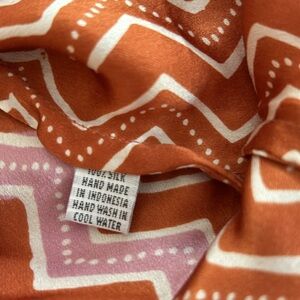 100% SILK
HAND MADE
IN INDONESIA
HAND WASH IN
COOL WATER